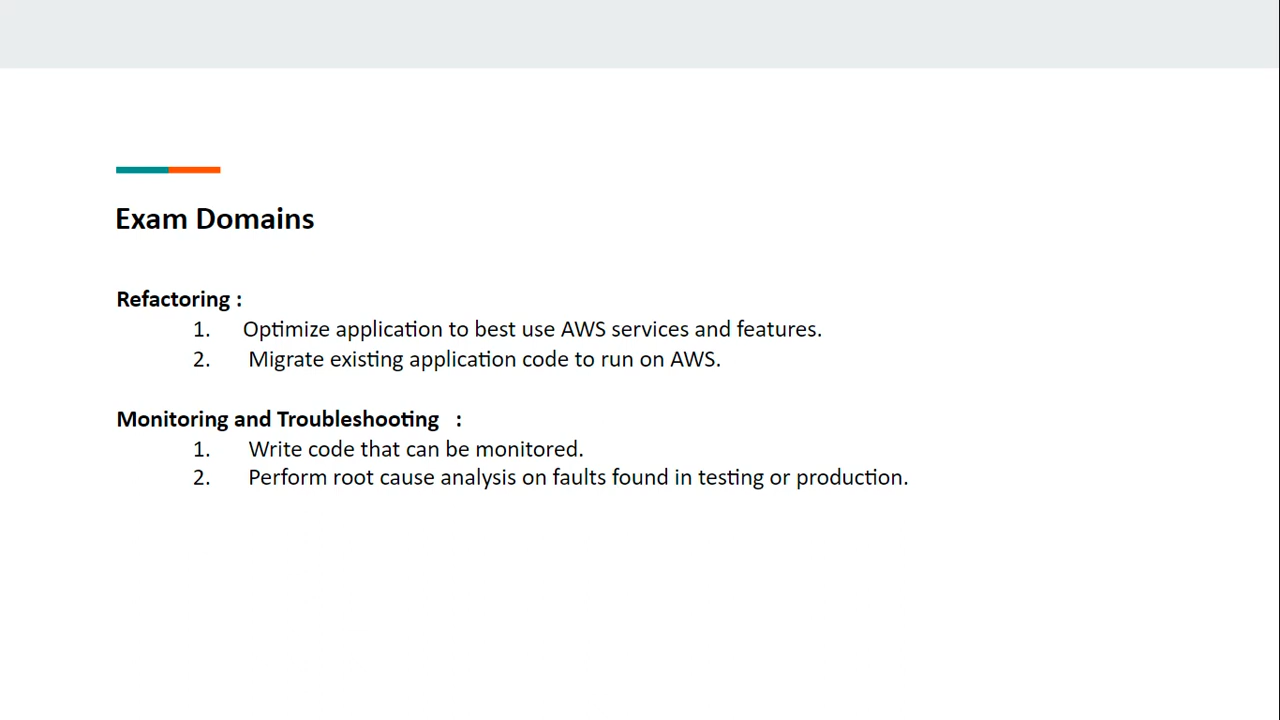 Exam Domains
Refactoring :
1. Optimize application to best use AWS services and features.
2. Migrate existing application code to run on AWS.
Monitoring and Troubleshooting :
1. Write code that can be monitored.
2. Perform root cause analysis on faults found in testing or production.